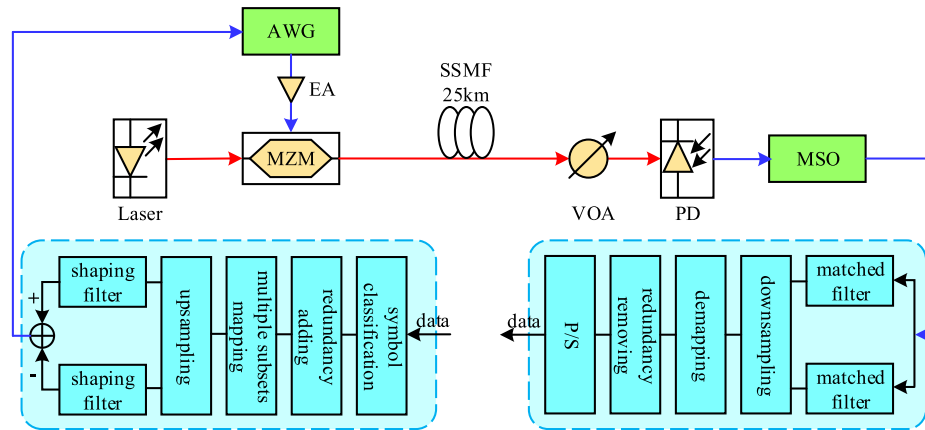 AWG
EA
SSMF
25km
MZM
MSO
Laser
VOA
PD
shaping
filter
+
-
shaping
filter
upsampling
multiple subsets
mapping
redundancy
adding
symbol
classification
data
data
P/S
redundancy
removing
demapping
downsampling
matched
filter
matched
filter